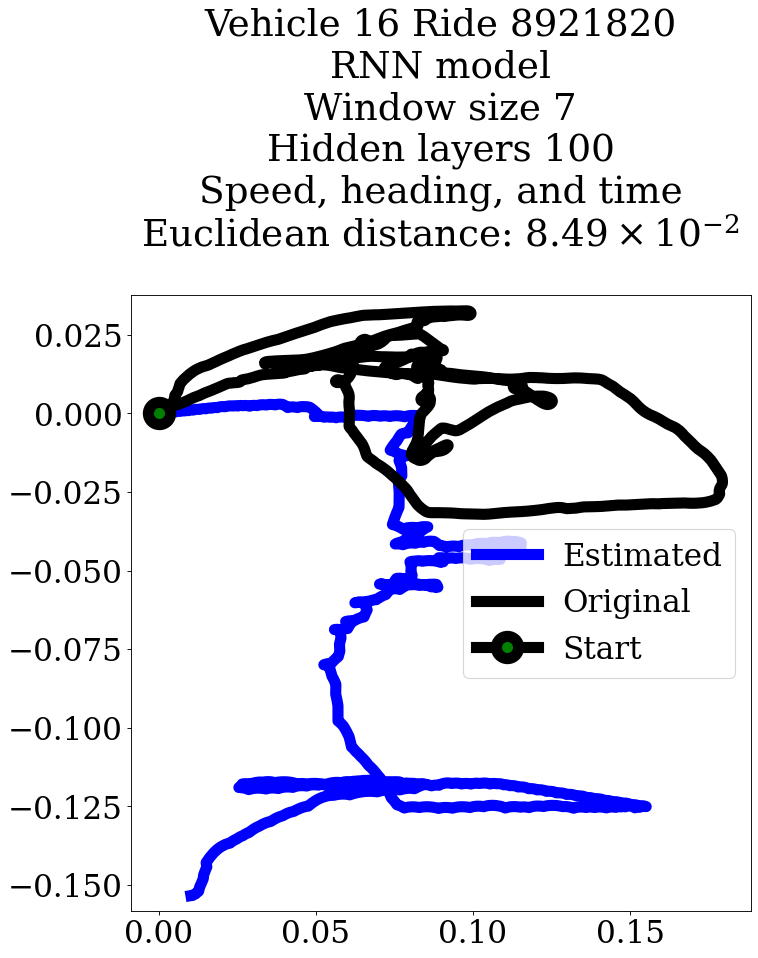 Vehicle 16 Ride 8921820
RNN model
Window size 7
Hidden layers 100
Speed, heading, and time
Euclidean distance: 8.49 × 10⁻²
0.025
0.000
−0.025
−0.050
−0.075
−0.100
−0.125
−0.150
Estimated
Original
Start
0.00 0.05 0.10 0.15